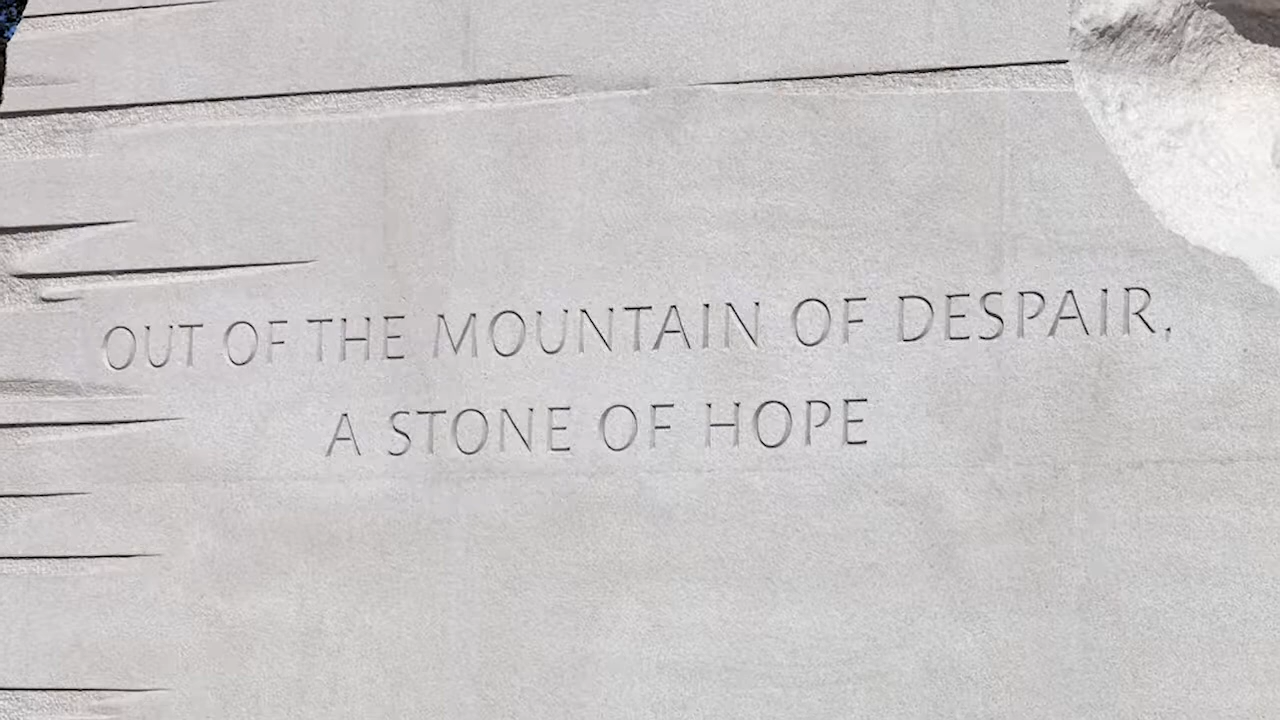 OUT OF THE MOUNTAIN OF DESPAIR,
A STONE OF HOPE